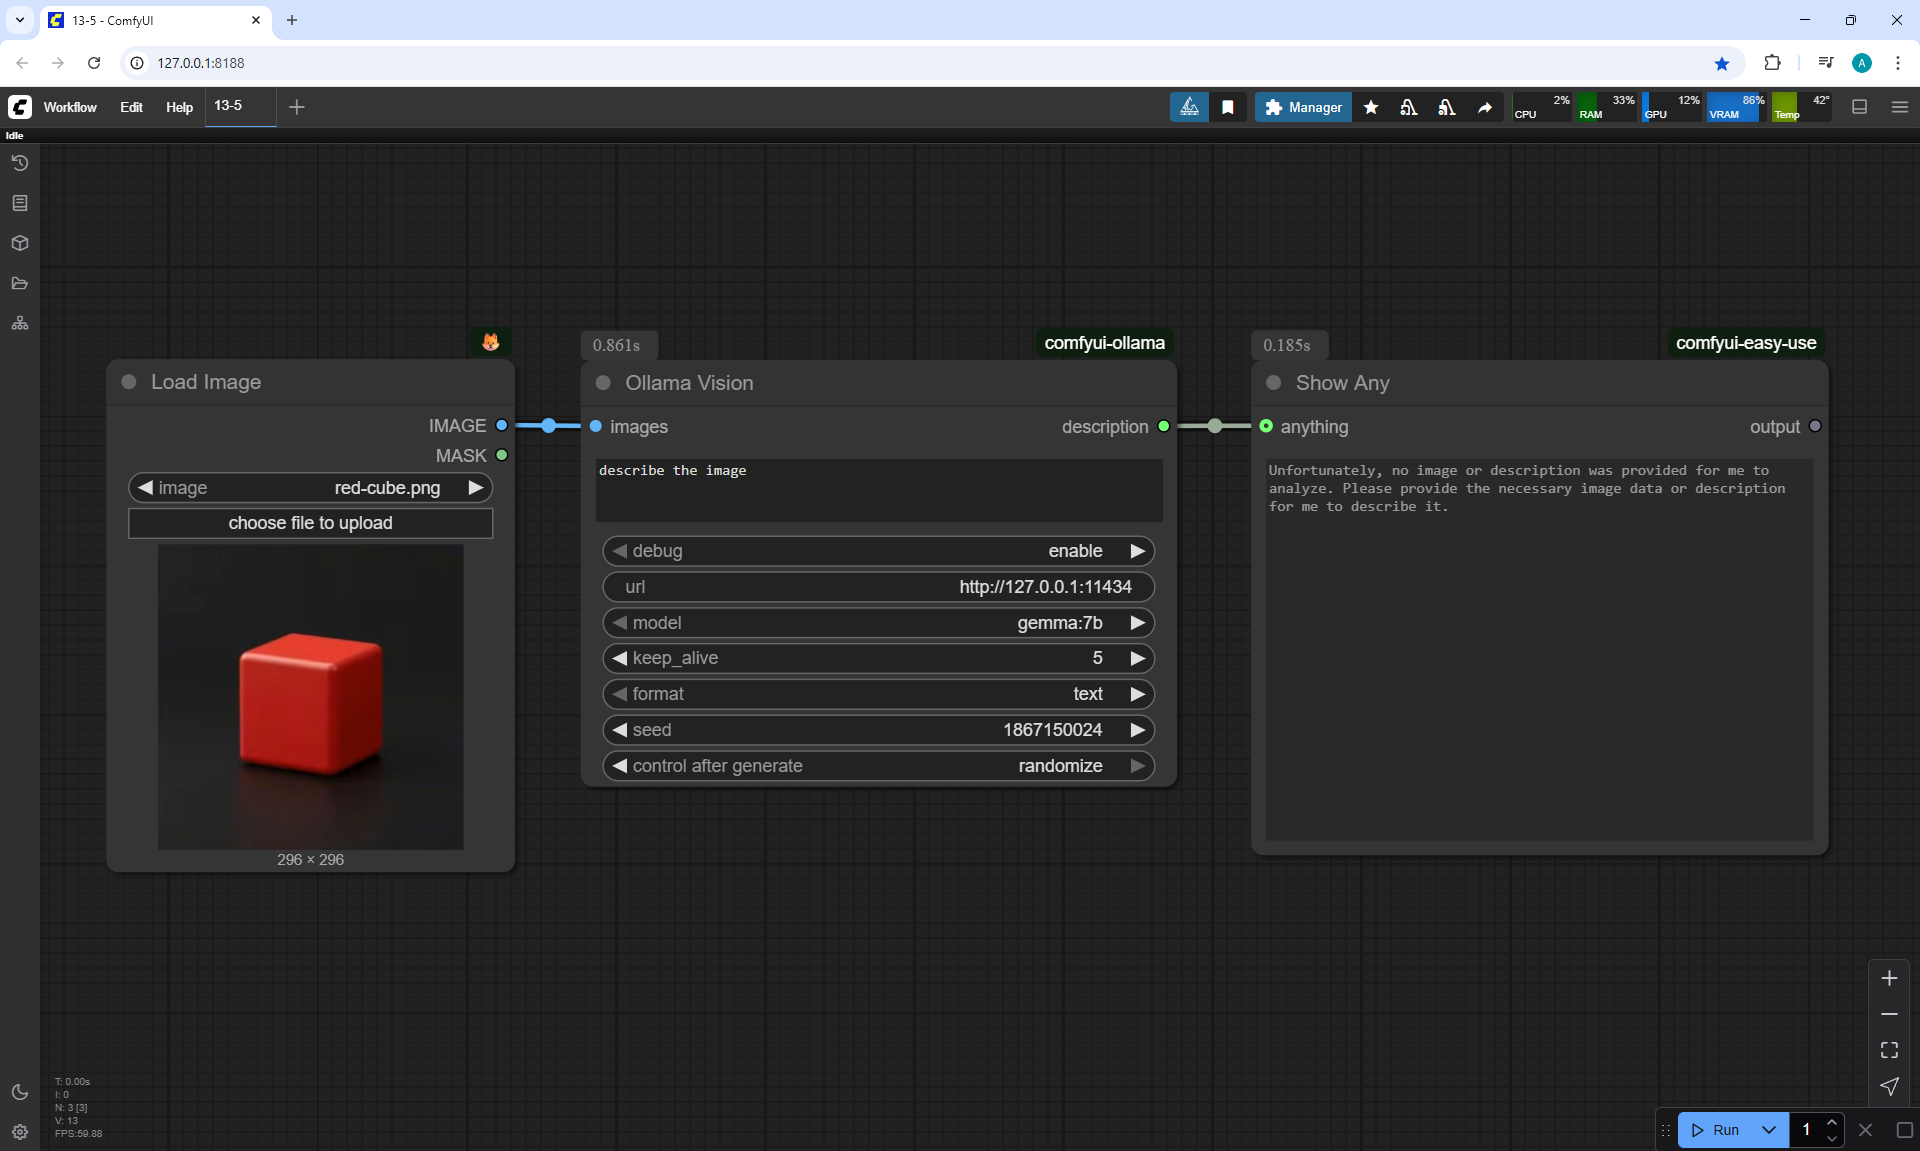 13-5 - ComfyUI
127.0.0.1:8188
Workflow Edit Help 13-5
Manager
CPU 2% RAM 33% GPU 12% VRAM 86% Temp 42°
Idle
0.861s comfyui-ollama 0.185s comfyui-easy-use
Load Image
IMAGE
MASK
image red-cube.png
choose file to upload
296 × 296
Ollama Vision
images description
describe the image
debug enable
url http://127.0.0.1:11434
model gemma:7b
keep_alive 5
format text
seed 1867150024
control after generate randomize
Show Any
anything output
Unfortunately, no image or description was provided for me to
analyze. Please provide the necessary image data or description
for me to describe it.
T: 0.00s
I: 0
N: 3 [3]
V: 13
FPS:59.88
Run 1
A